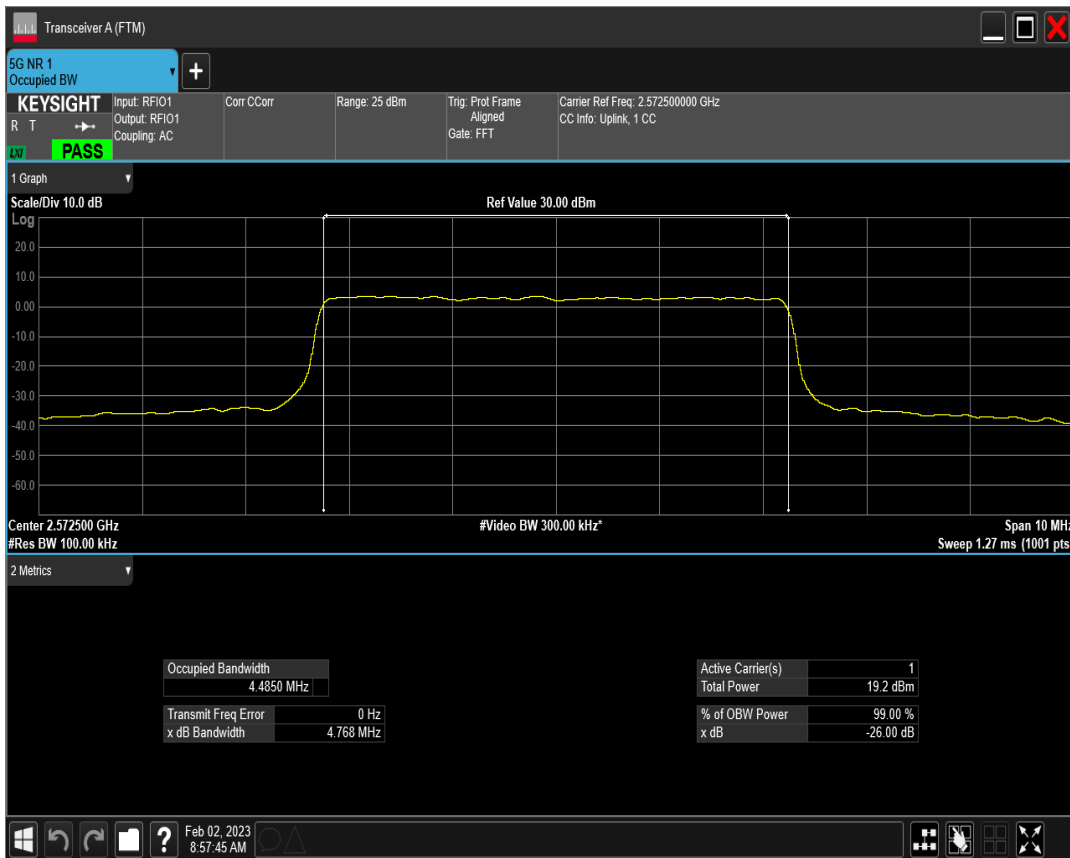 Transceiver A (FTM)
5G NR 1
Occupied BW
+
KEYSIGHT
R T
LXI
PASS
Input: RFIO1
Output: RFIO1
Coupling: AC
Corr CCorr
Range: 25 dBm
Trig: Prot Frame
Aligned
Gate: FFT
Carrier Ref Freq: 2.572500000 GHz
CC Info: Uplink, 1 CC
1 Graph
Scale/Div 10.0 dB
Ref Value 30.00 dBm
Log
20.0
10.0
0.00
-10.0
-20.0
-30.0
-40.0
-50.0
-60.0
Center 2.572500 GHz
#Video BW 300.00 kHz*
Span 10 MHz
#Res BW 100.00 kHz
Sweep 1.27 ms (1001 pts
2 Metrics
Occupied Bandwidth
4.4850 MHz
Transmit Freq Error 0 Hz
x dB Bandwidth 4.768 MHz
Active Carrier(s) 1
Total Power 19.2 dBm
% of OBW Power 99.00 %
x dB -26.00 dB
?
Feb 02, 2023
8:57:45 AM